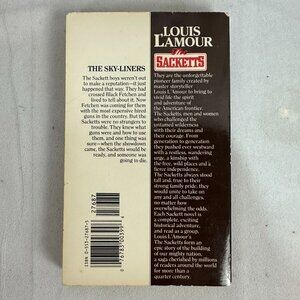 THE SKY-LINERS
The Sackett boys weren't out
to make a reputation—it just
happened that way. They had
crossed Black Fetchen and
lived to tell about it. Now
Fetchen was coming for them
with the most expensive hired
guns in the country. But the
Sacketts were no strangers to
trouble. They knew what
guns were and how to use
them, and one thing was
sure—when the showdown
came, the Sacketts would be
ready, and someone was
going to die.
LOUIS
L'AMOUR
The
SACKETTS
They are the unforgettable
pioneer family created by
master storyteller
Louis L'Amour to bring to
vivid life the spirit and
adventure of
the American frontier.
The Sacketts, men and women
who challenged the
untamed wilderness
with their dreams and
their courage. From
generation to generation
they pushed ever westward
with a restless, wandering
urge, a kinship with
the free, wild places and a
fierce independence.
The Sacketts always stood
tall and, true to their
strong family pride, they
would unite to take on
any and all challenges,
no matter how
overwhelming the odds.
Each Sackett novel is
a complete, exciting
historical adventure,
and read as a group,
Louis L'Amour's
The Sacketts form an
epic story of the building
of our mighty nation,
a saga cherished by millions
of readers around the world
for more than a
quarter century.
27687